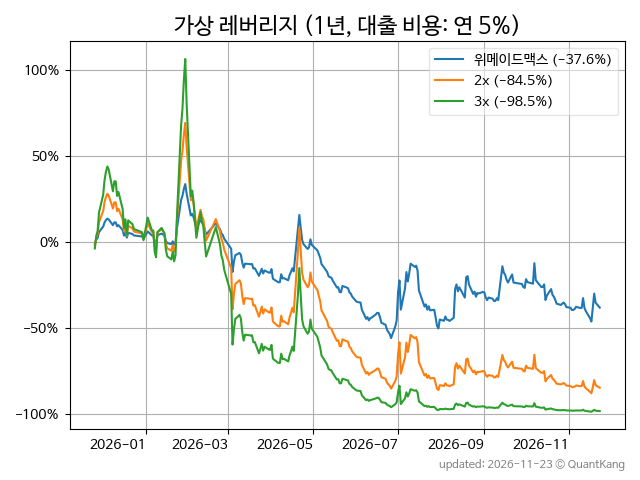 가상 레버리지 (1년, 대출 비용: 연 5%)
위메이드맥스 (-37.6%)
2x (-84.5%)
3x (-98.5%)
100%
50%
0%
-50%
-100%
2026-01
2026-03
2026-05
2026-07
2026-09
2026-11
updated: 2026-11-23 © QuantKang